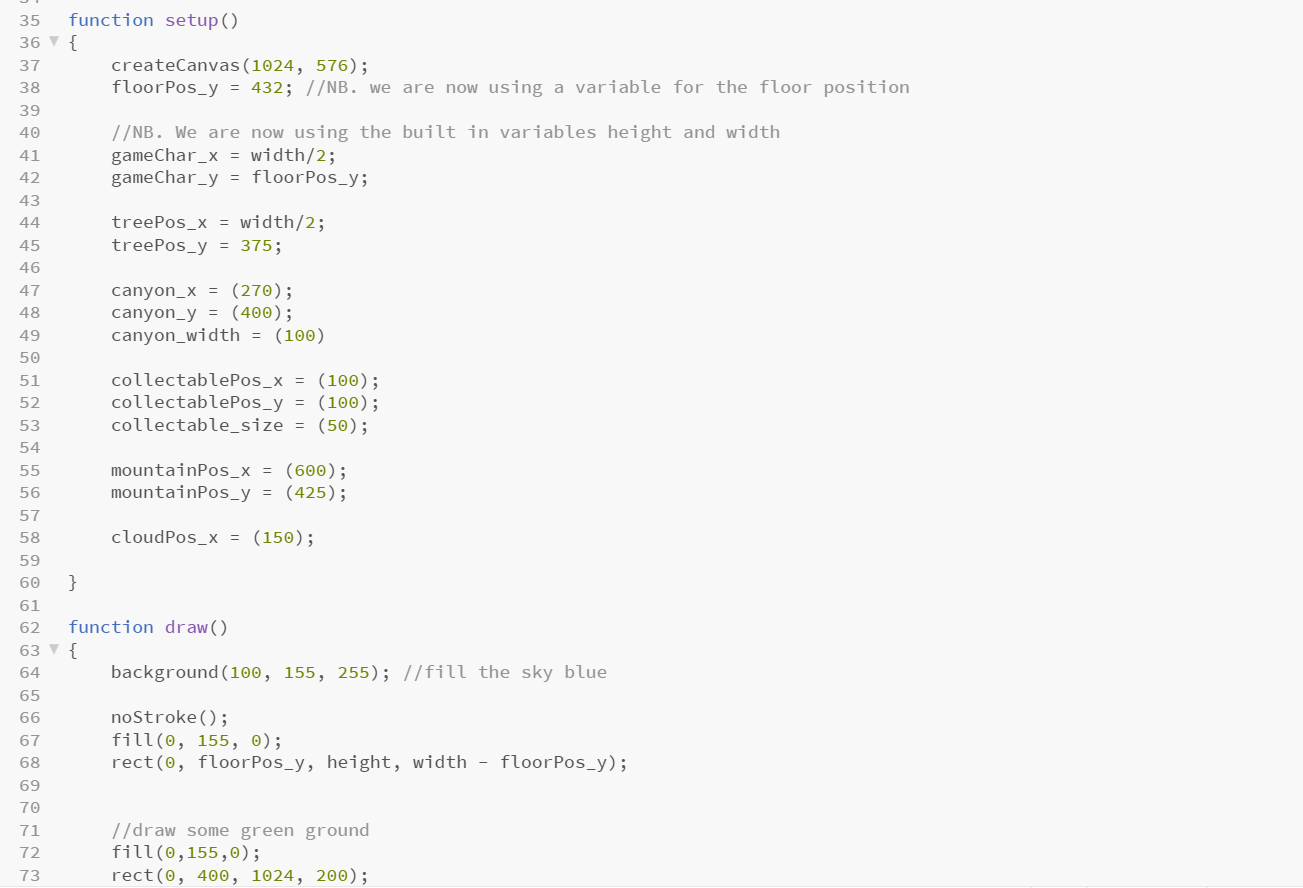 35 function setup()
36 {
37 createCanvas(1024, 576);
38 floorPos_y = 432; //NB. we are now using a variable for the floor position
39
40 //NB. We are now using the built in variables height and width
41 gameChar_x = width/2;
42 gameChar_y = floorPos_y;
43
44 treePos_x = width/2;
45 treePos_y = 375;
46
47 canyon_x = (270);
48 canyon_y = (400);
49 canyon_width = (100)
50
51 collectablePos_x = (100);
52 collectablePos_y = (100);
53 collectable_size = (50);
54
55 mountainPos_x = (600);
56 mountainPos_y = (425);
57
58 cloudPos_x = (150);
59
60 }
61
62 function draw()
63 {
64 background(100, 155, 255); //fill the sky blue
65
66 noStroke();
67 fill(0, 155, 0);
68 rect(0, floorPos_y, height, width - floorPos_y);
69
70
71 //draw some green ground
72 fill(0,155,0);
73 rect(0, 400, 1024, 200);